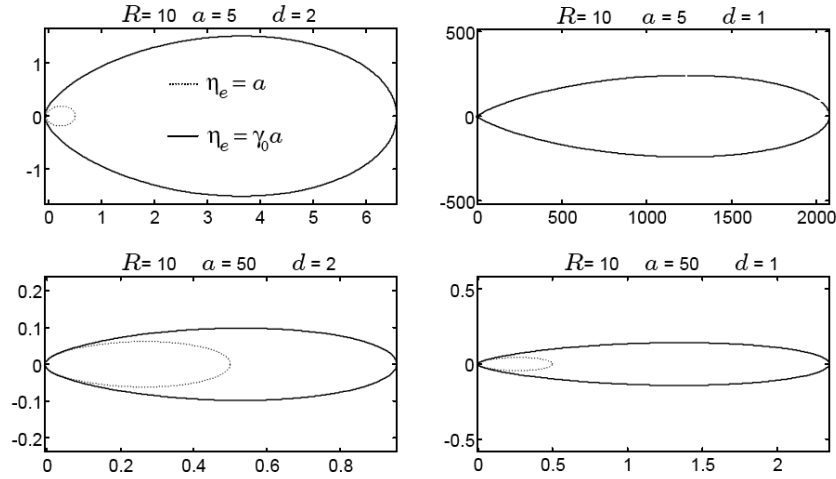 R= 10 a = 5 d = 2
1
0
-1
0 1 2 3 4 5 6
ηₑ = a
ηₑ = γ₀a
R= 10 a = 5 d = 1
500
0
-500
0 500 1000 1500 2000
R= 10 a = 50 d = 2
0.2
0.1
0
-0.1
-0.2
0 0.2 0.4 0.6 0.8
R= 10 a = 50 d = 1
0.5
0
-0.5
0 0.5 1 1.5 2